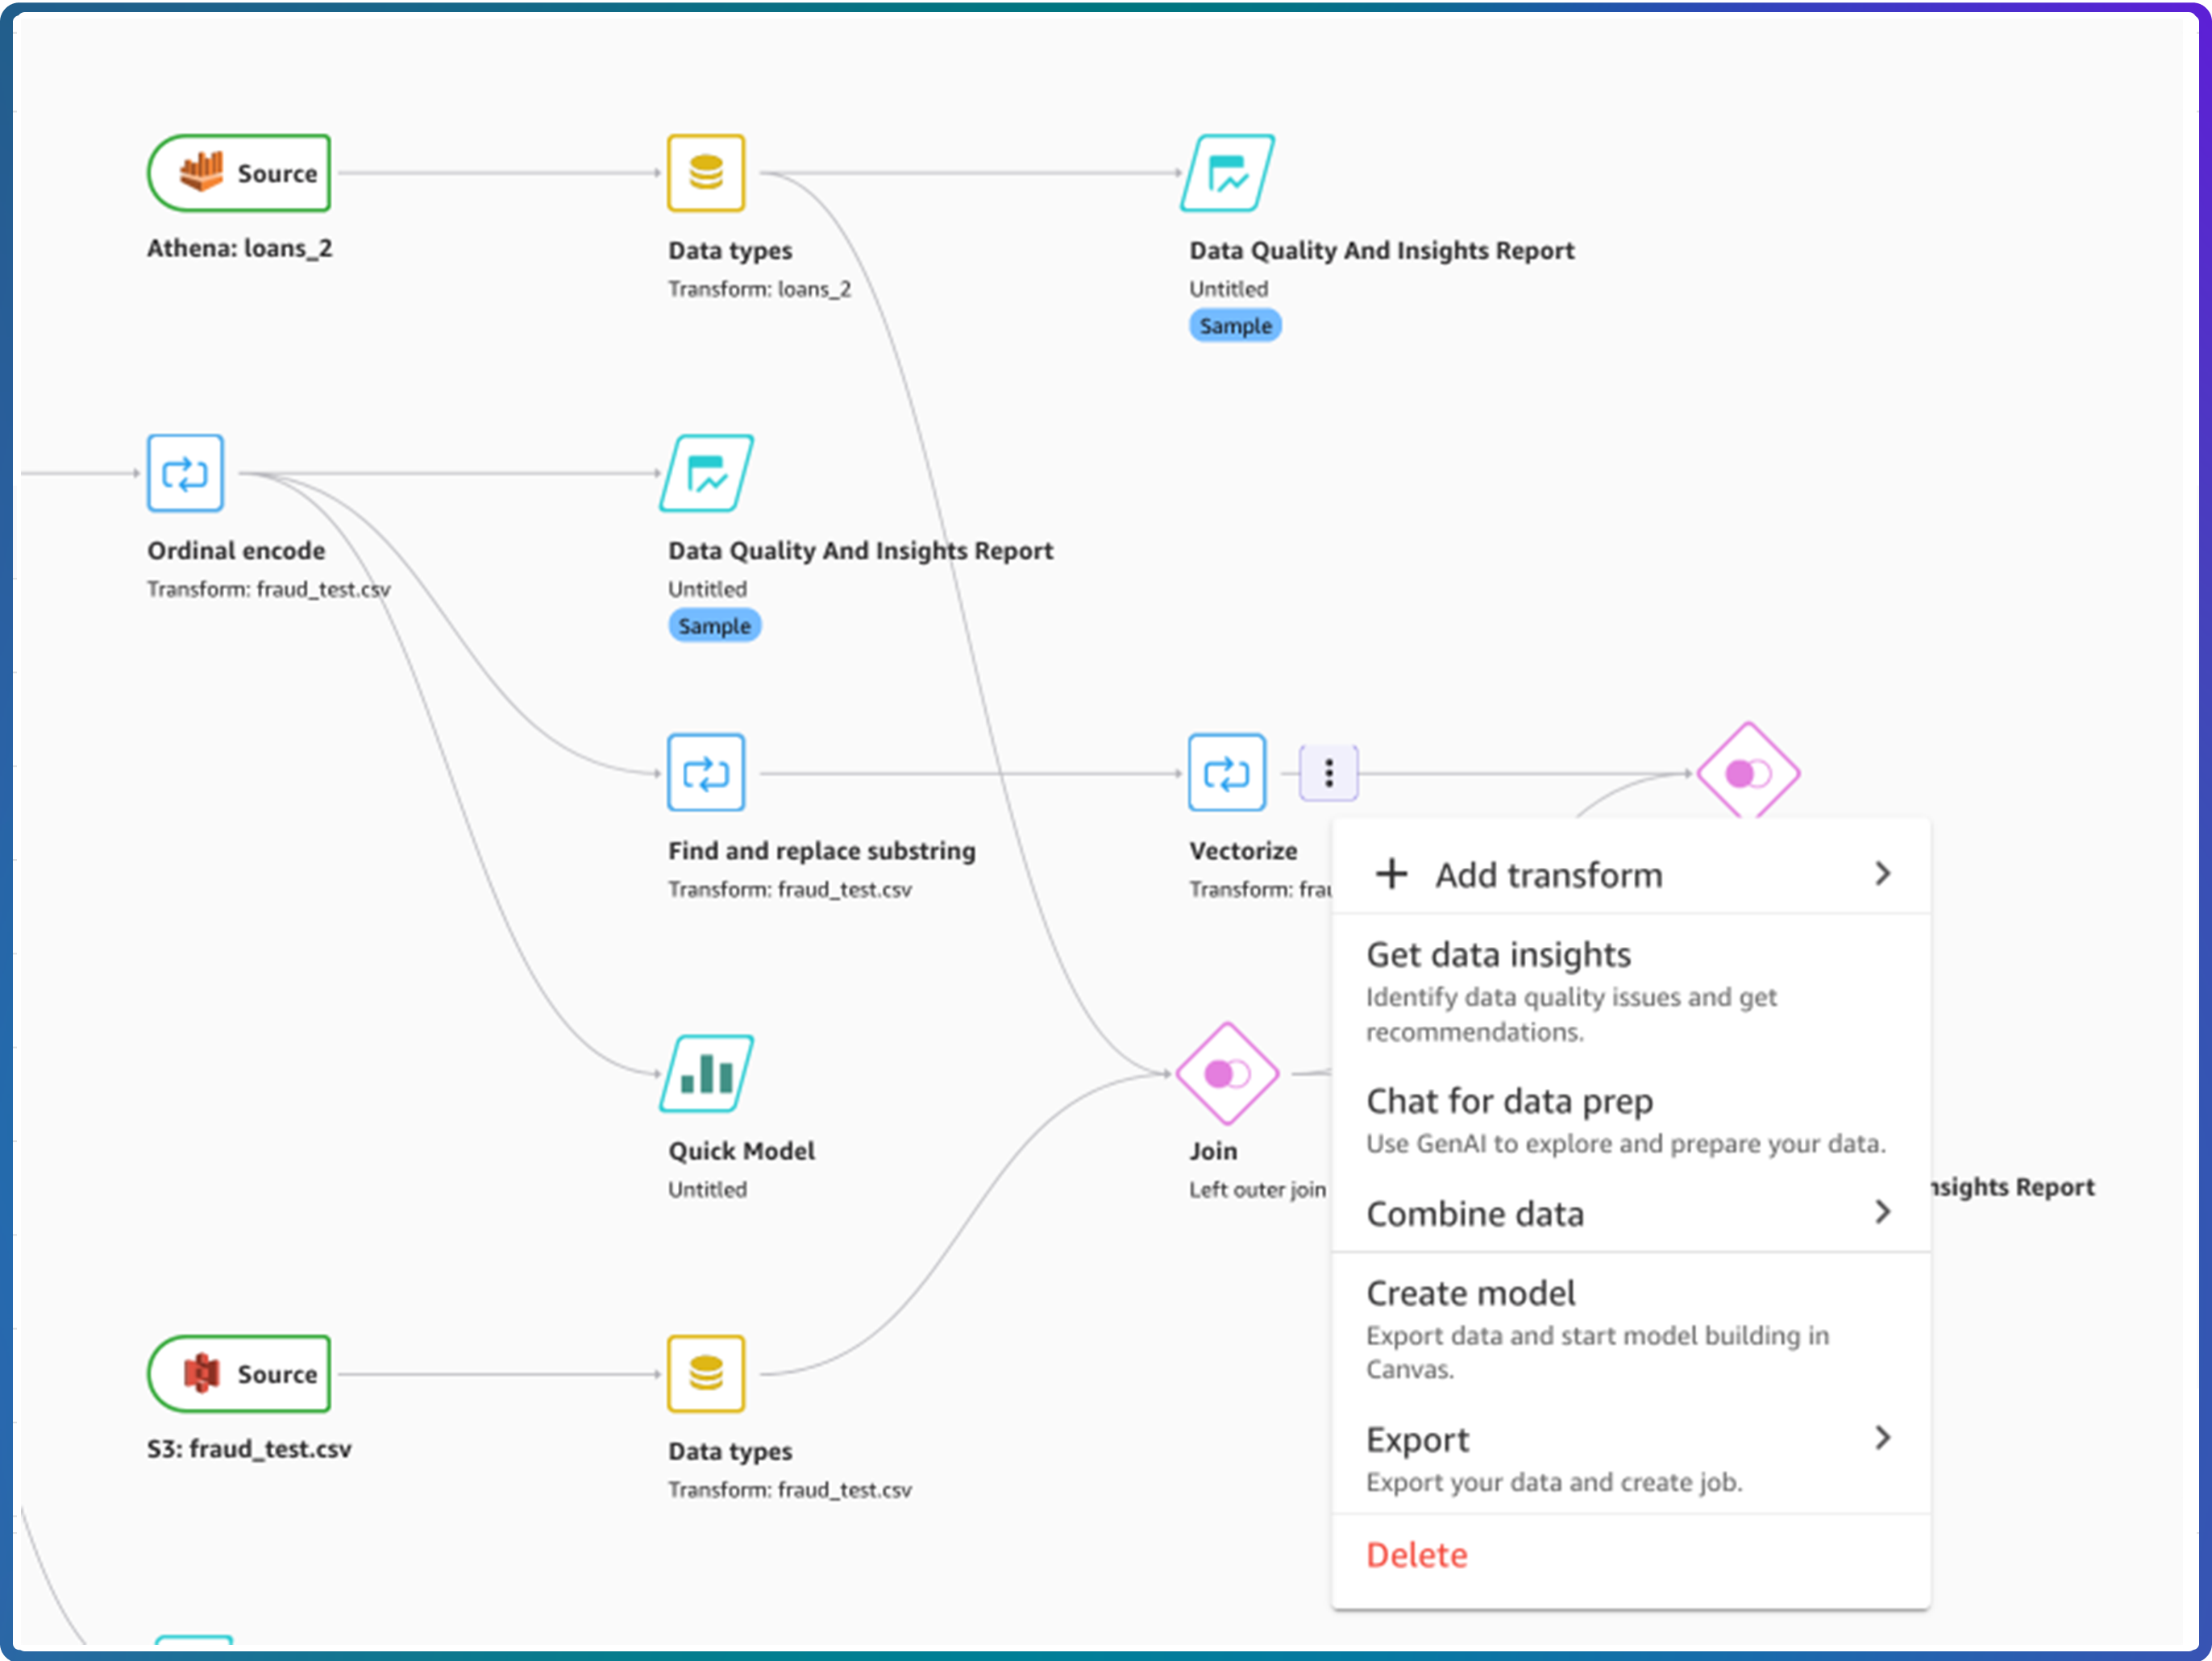 Source
Athena: loans_2
Data types
Transform: loans_2
Data Quality And Insights Report
Untitled
Sample
Ordinal encode
Transform: fraud_test.csv
Data Quality And Insights Report
Untitled
Sample
Find and replace substring
Transform: fraud_test.csv
Vectorize
Transform:
Quick Model
Untitled
Join
Left outer join
Insights Report
Source
S3: fraud_test.csv
Data types
Transform: fraud_test.csv
Add transform
Get data insights
Identify data quality issues and get
recommendations.
Chat for data prep
Use GenAI to explore and prepare your data.
Combine data
Create model
Export data and start model building in
Canvas.
Export
Export your data and create job.
Delete